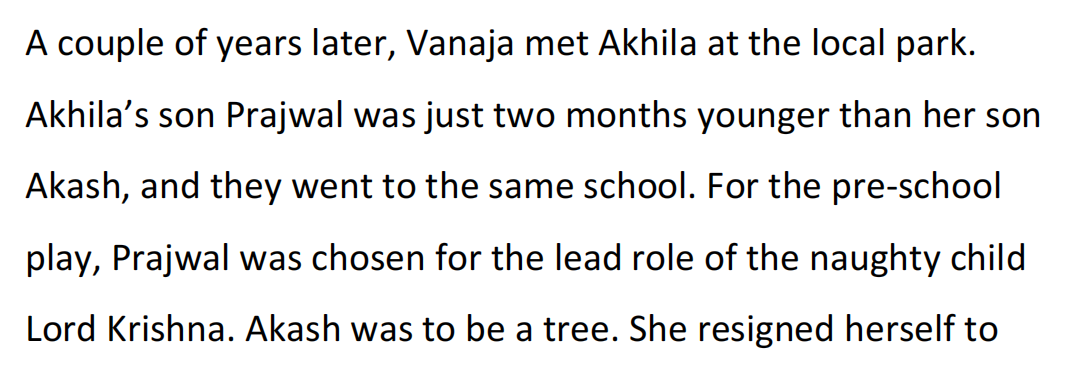 A couple of years later, Vanaja met Akhila at the local park.
Akhila’s son Prajwal was just two months younger than her son
Akash, and they went to the same school. For the pre-school
play, Prajwal was chosen for the lead role of the naughty child
Lord Krishna. Akash was to be a tree. She resigned herself to